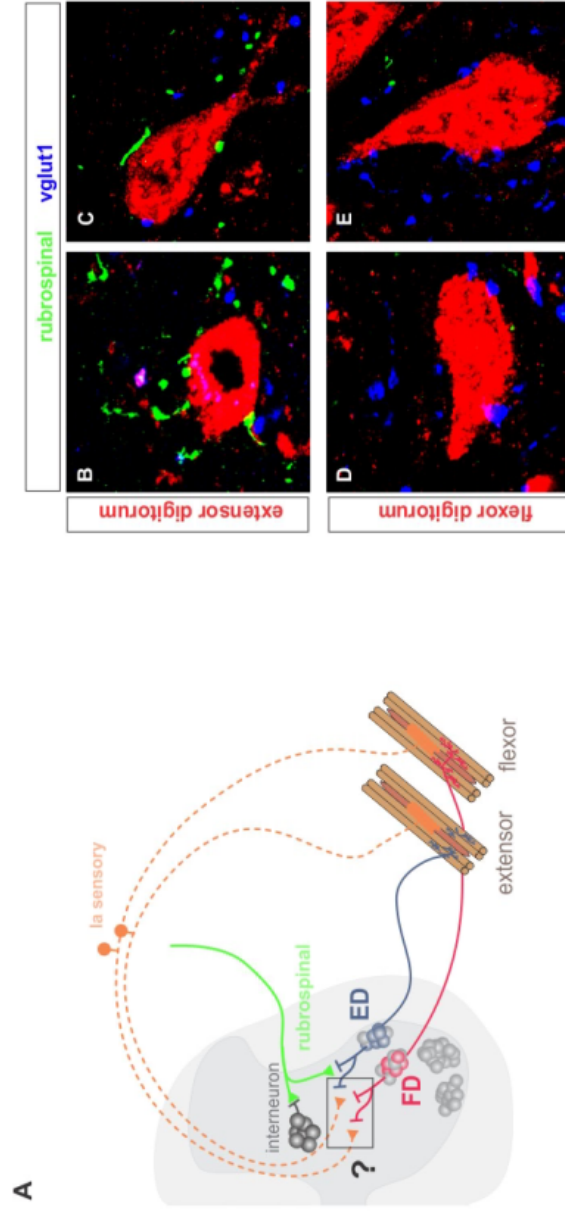 A
Ia sensory
rubrospinal
interneuron
ED
FD
?
extensor
flexor
rubrospinal vglut1
extensor digitorum
flexor digitorum
B
C
D
E